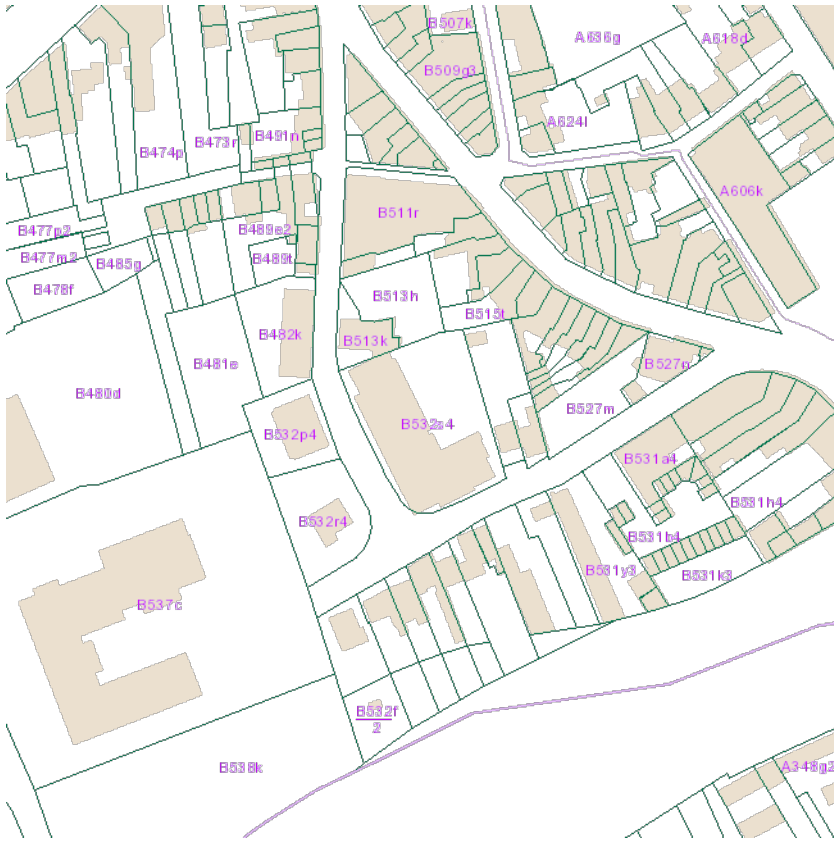 B507k
A636g
A618d
B509g3
A624l
B491n
B473r
B474p
A606k
B511r
B489e2
B477p2
B477m2
B489t
B485g
B478f
B513h
B515t
B482k
B513k
B481e
B527n
B480d
B527m
B532s4
B532p4
B531a4
B531h4
B532r4
B531b4
B531y3
B531k3
B537c
B532f
2
B538k
A348g2